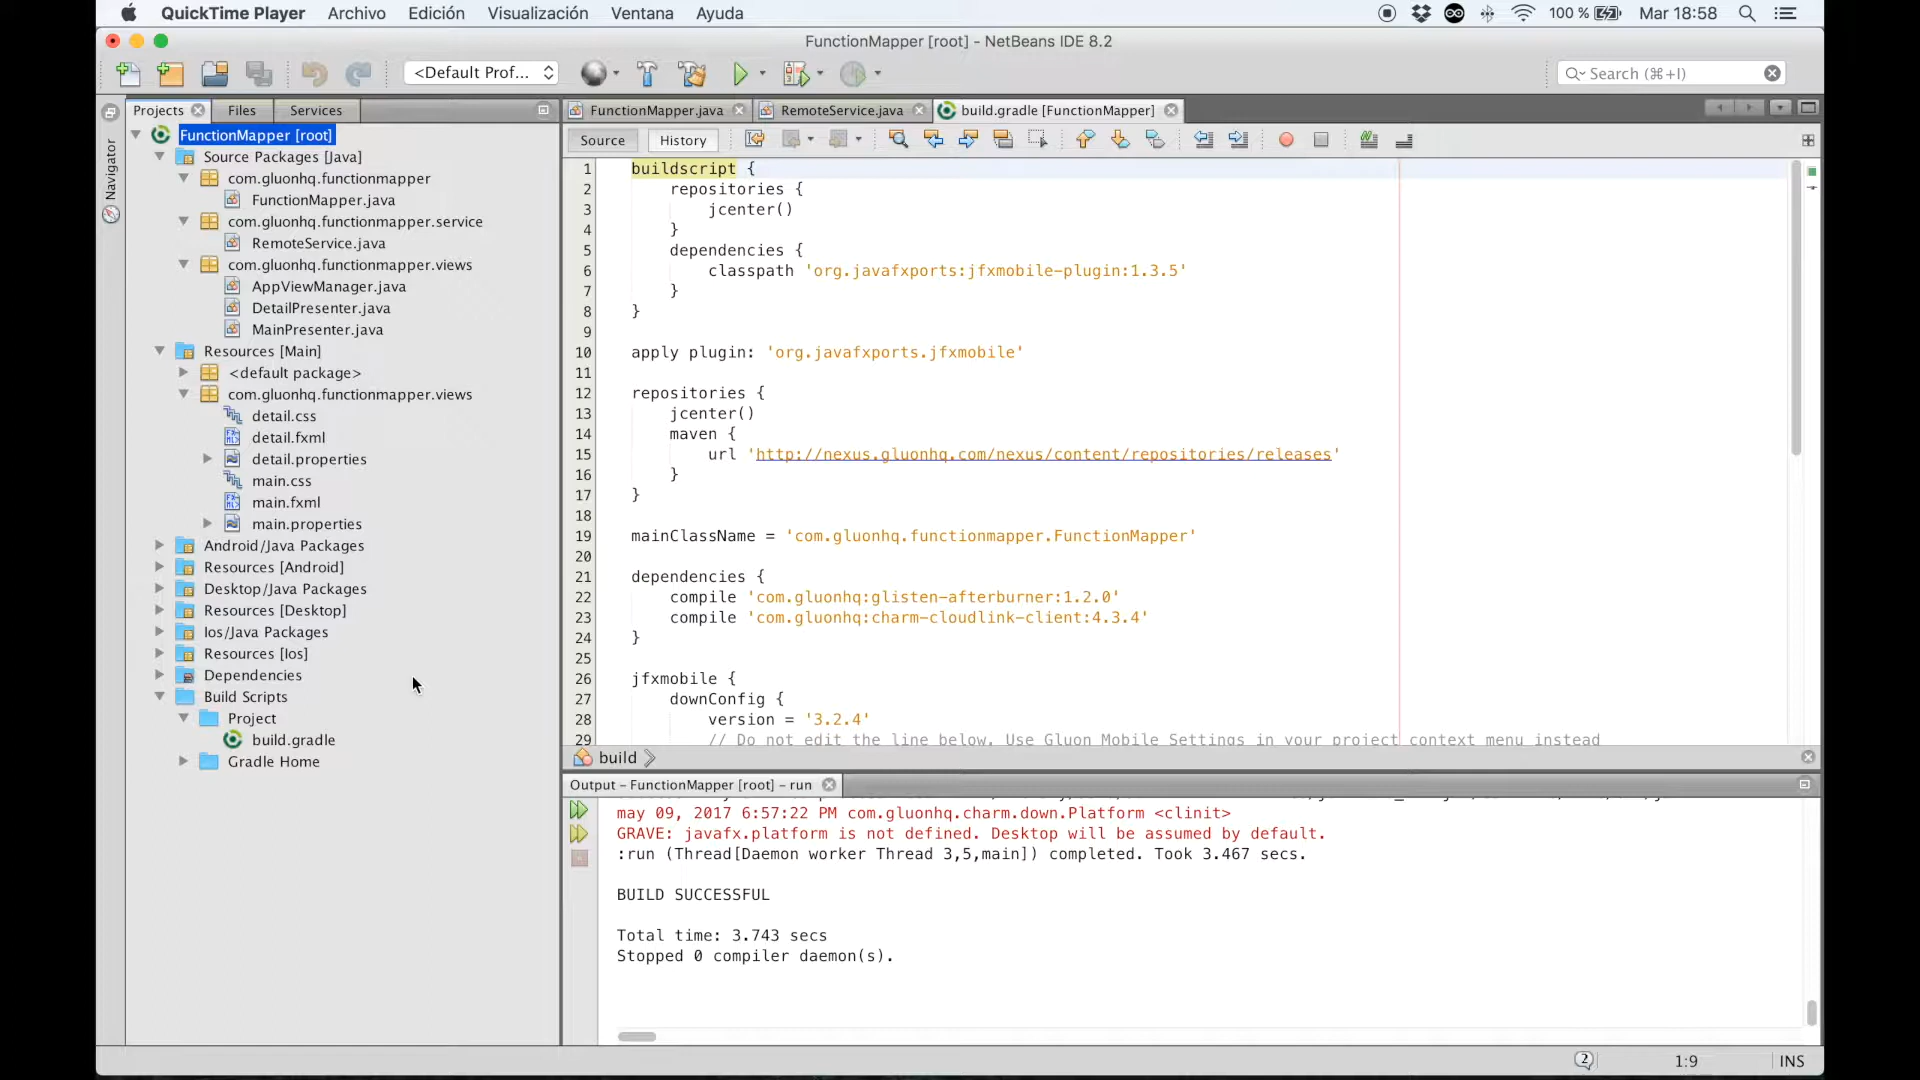 QuickTime Player Archivo Edición Visualización Ventana Ayuda 100 % Mar 18:58
FunctionMapper [root] - NetBeans IDE 8.2
<Default Prof... Search (⌘+I)
Projects Files Services
Navigator
FunctionMapper [root]
Source Packages [Java]
com.gluonhq.functionmapper
FunctionMapper.java
com.gluonhq.functionmapper.service
RemoteService.java
com.gluonhq.functionmapper.views
AppViewManager.java
DetailPresenter.java
MainPresenter.java
Resources [Main]
<default package>
com.gluonhq.functionmapper.views
detail.css
detail.fxml
detail.properties
main.css
main.fxml
main.properties
Android/Java Packages
Resources [Android]
Desktop/Java Packages
Resources [Desktop]
Ios/Java Packages
Resources [Ios]
Dependencies
Build Scripts
Project
build.gradle
Gradle Home
FunctionMapper.java RemoteService.java build.gradle [FunctionMapper]
Source History
1 buildscript {
2 repositories {
3 jcenter()
4 }
5 dependencies {
6 classpath 'org.javafxports:jfxmobile-plugin:1.3.5'
7 }
8 }
9
10 apply plugin: 'org.javafxports.jfxmobile'
11
12 repositories {
13 jcenter()
14 maven {
15 url 'http://nexus.gluonhq.com/nexus/content/repositories/releases'
16 }
17 }
18
19 mainClassName = 'com.gluonhq.functionmapper.FunctionMapper'
20
21 dependencies {
22 compile 'com.gluonhq:glisten-afterburner:1.2.0'
23 compile 'com.gluonhq:charm-cloudlink-client:4.3.4'
24 }
25
26 jfxmobile {
27 downConfig {
28 version = '3.2.4'
29 // Do not edit the line below. Use Gluon Mobile Settings in your project context menu instead
build
Output - FunctionMapper [root] - run
may 09, 2017 6:57:22 PM com.gluonhq.charm.down.Platform <clinit>
GRAVE: javafx.platform is not defined. Desktop will be assumed by default.
:run (Thread[Daemon worker Thread 3,5,main]) completed. Took 3.467 secs.
BUILD SUCCESSFUL
Total time: 3.743 secs
Stopped 0 compiler daemon(s).
2 1:9 INS